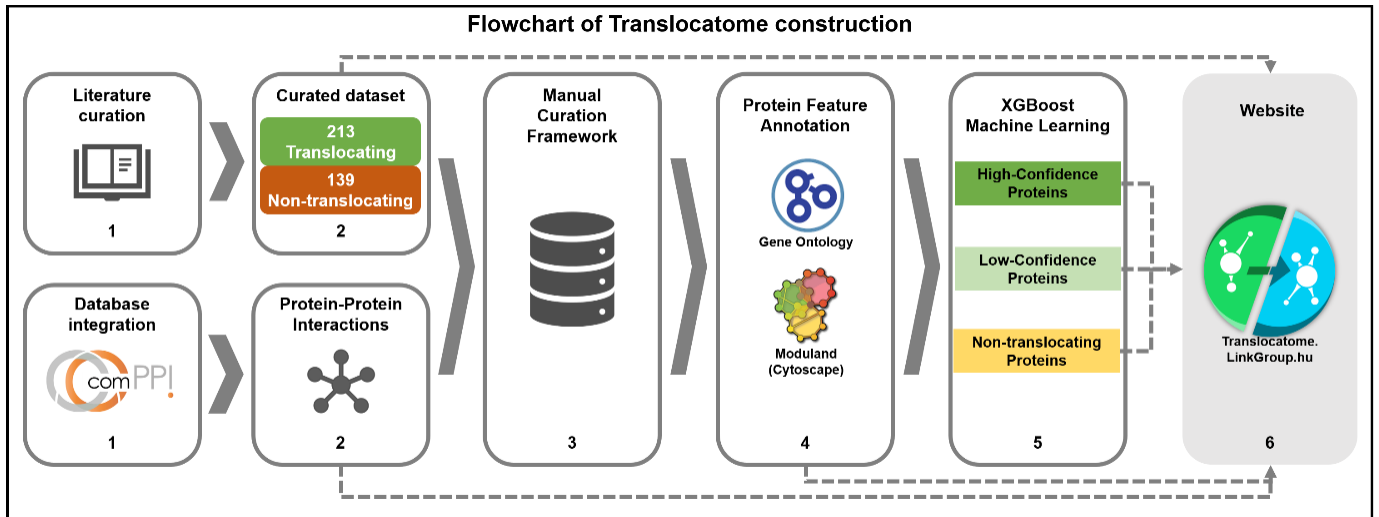 Flowchart of Translocatome construction
Literature
curation
1
Curated dataset
213
Translocating
139
Non-translocating
2
Database
integration
comPPI
1
Protein-Protein
Interactions
2
Manual
Curation
Framework
3
Protein Feature
Annotation
Gene Ontology
Moduland
(Cytoscape)
4
XGBoost
Machine Learning
High-Confidence
Proteins
Low-Confidence
Proteins
Non-translocating
Proteins
5
Website
Translocatome.
LinkGroup.hu
6